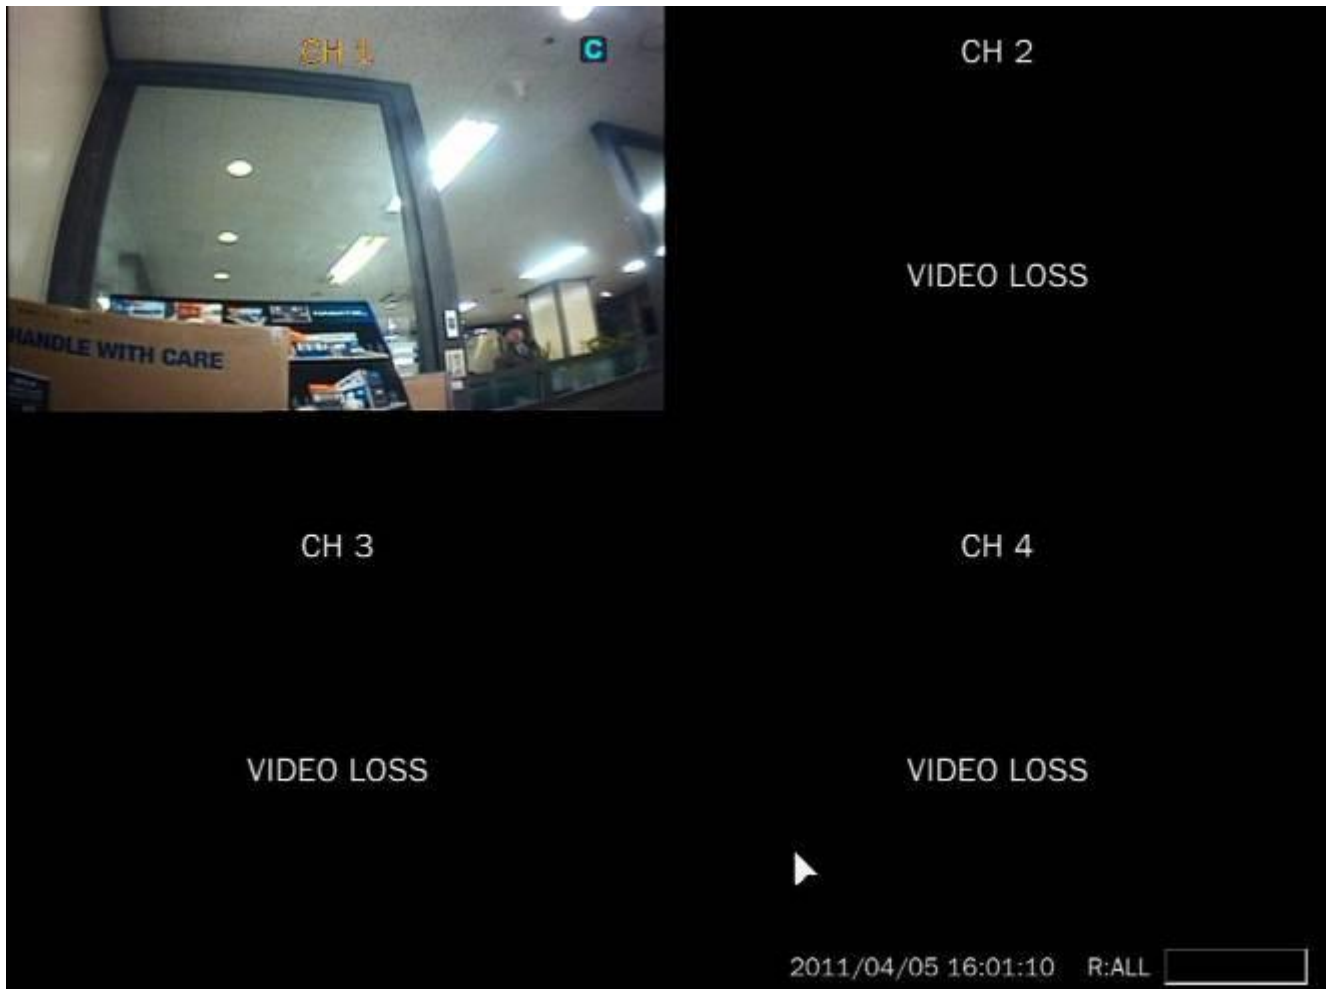 CH 1
C
CH 2
VIDEO LOSS
HANDLE WITH CARE
CH 3
CH 4
VIDEO LOSS
VIDEO LOSS
2011/04/05 16:01:10 R:ALL